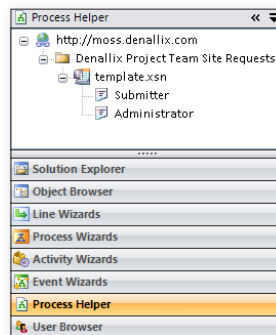 Process Helper
http://moss.denallix.com
Denallix Project Team Site Requests
template.xsn
Submitter
Administrator
Solution Explorer
Object Browser
Line Wizards
Process Wizards
Activity Wizards
Event Wizards
Process Helper
User Browser